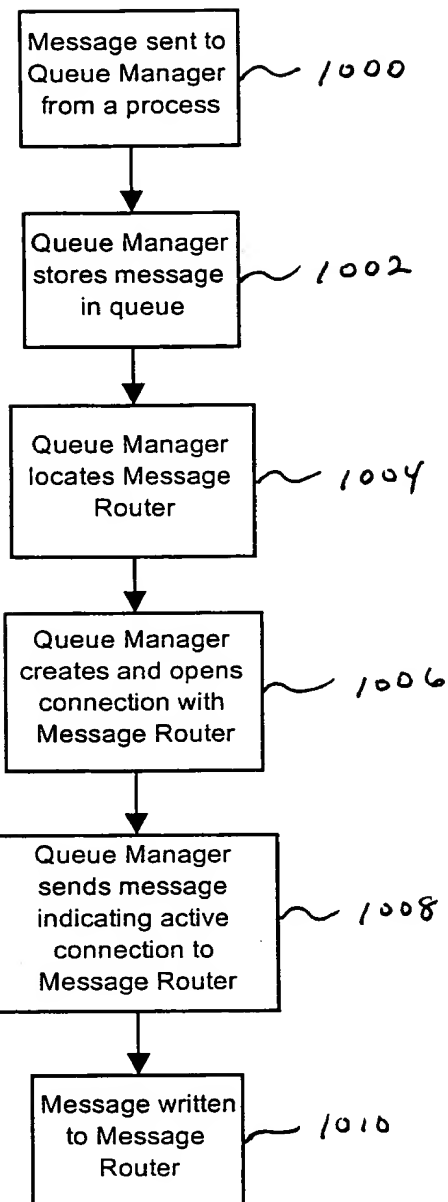 Message sent to
Queue Manager
from a process
1000
Queue Manager
stores message
in queue
1002
Queue Manager
locates Message
Router
1004
Queue Manager
creates and opens
connection with
Message Router
1006
Queue Manager
sends message
indicating active
connection to
Message Router
1008
Message written
to Message
Router
1010